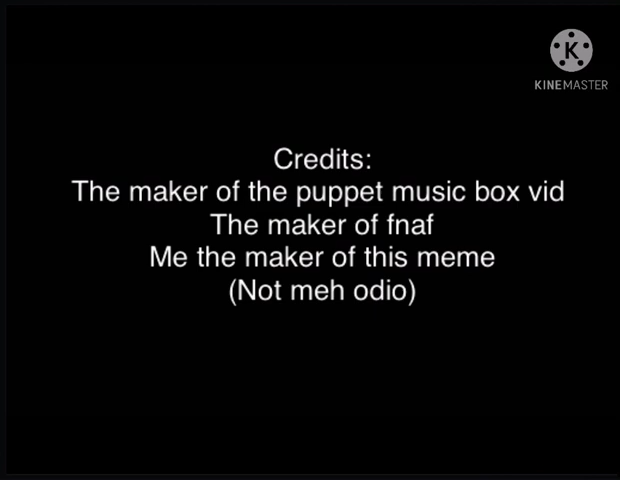 KINEMASTER
Credits:
The maker of the puppet music box vid
The maker of fnaf
Me the maker of this meme
(Not meh odio)